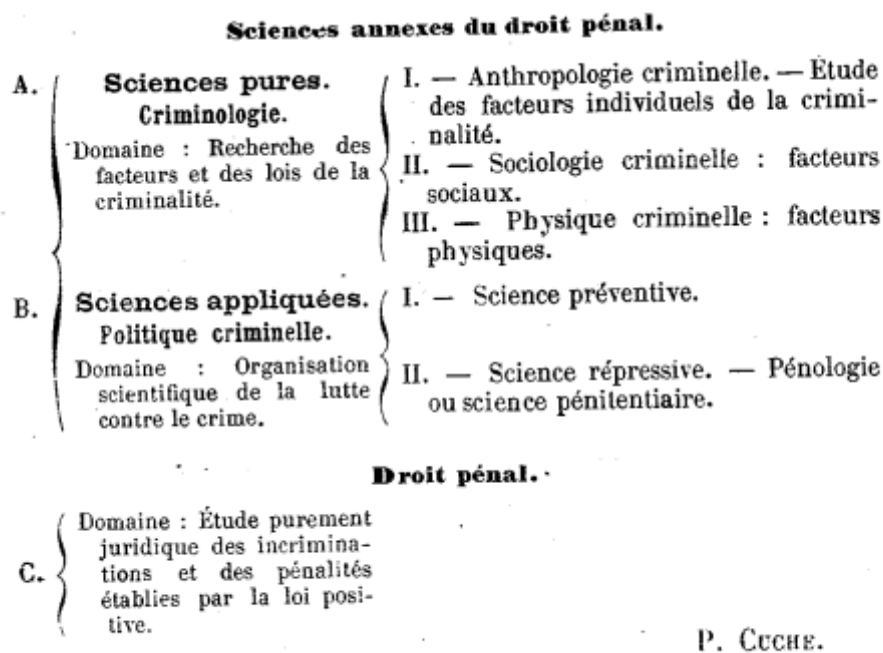 Sciences annexes du droit pénal.
A.
Sciences pures.
Criminologie.
Domaine : Recherche des
facteurs et des lois de la
criminalité.
I. — Anthropologie criminelle. — Étude
des facteurs individuels de la crimi-
nalité.
II. — Sociologie criminelle : facteurs
sociaux.
III. — Physique criminelle : facteurs
physiques.
B.
Sciences appliquées.
Politique criminelle.
Domaine : Organisation
scientifique de la lutte
contre le crime.
I. — Science préventive.
II. — Science répressive. — Pénologie
ou science pénitentiaire.
Droit pénal.
C.
Domaine : Étude purement
juridique des incrimina-
tions et des pénalités
établies par la loi posi-
tive.
P. CUCHE.